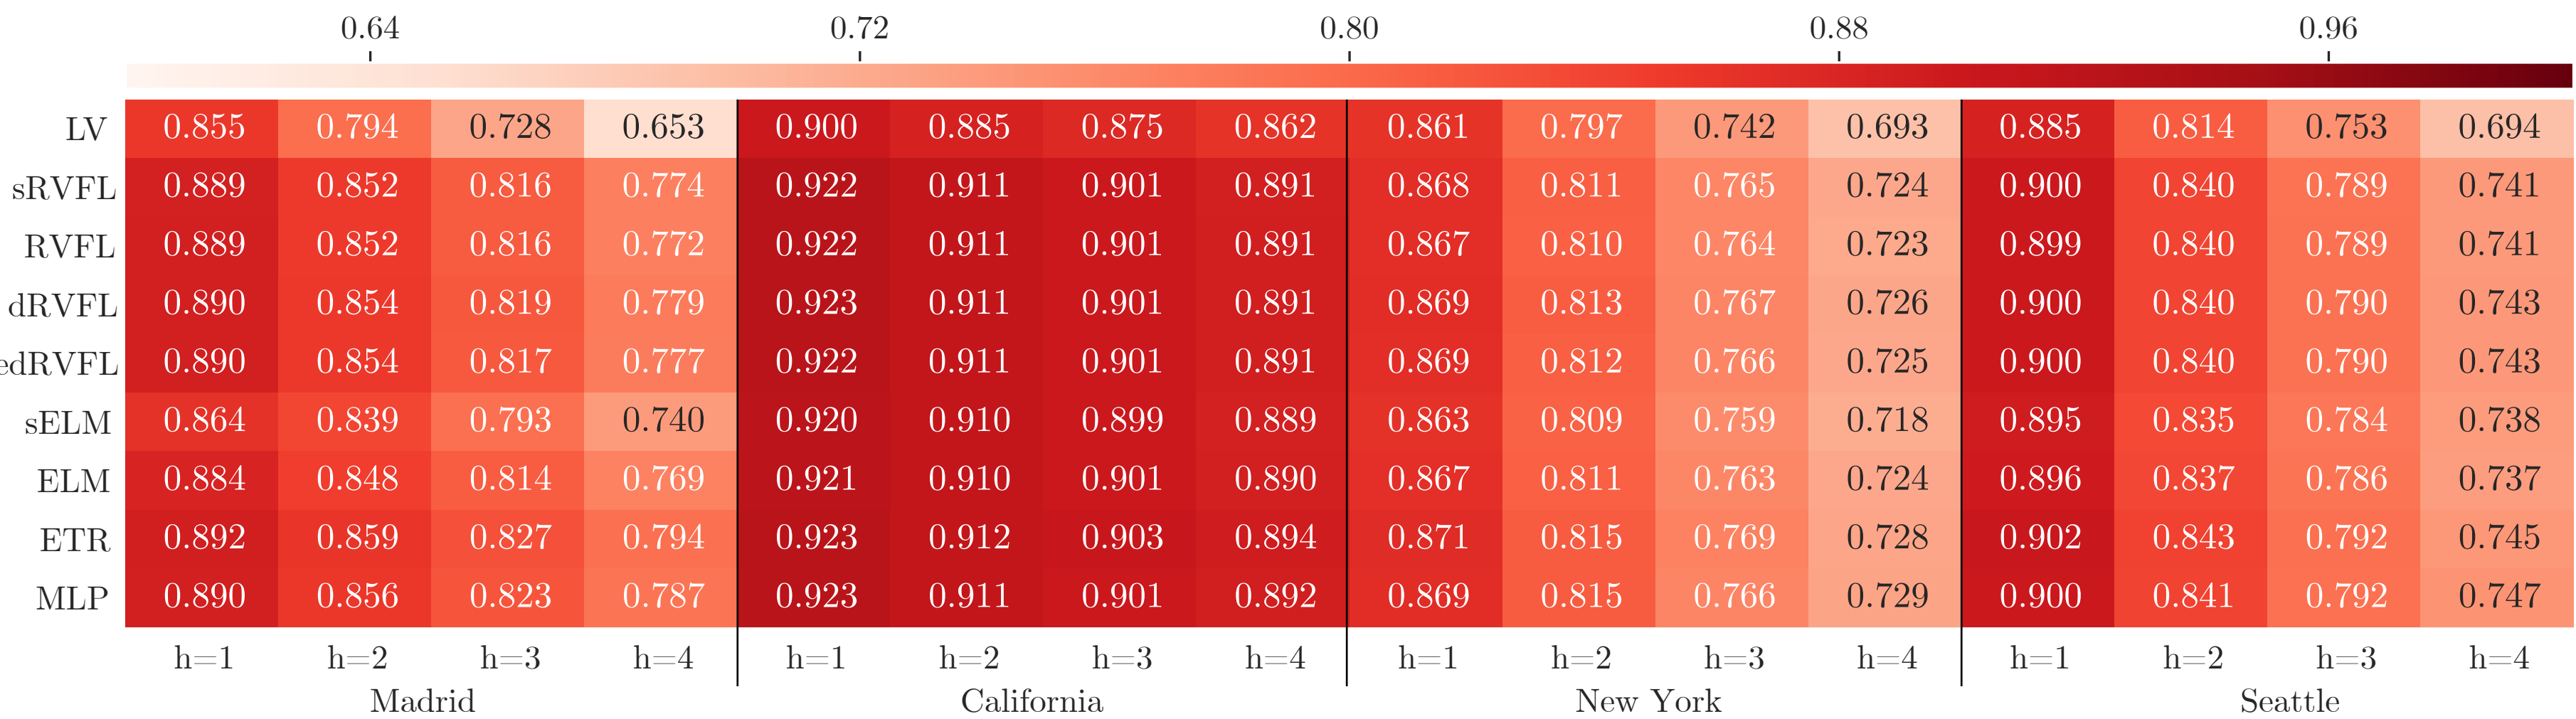 0.64 0.72 0.80 0.88 0.96
LV 0.855 0.794 0.728 0.653 0.900 0.885 0.875 0.862 0.861 0.797 0.742 0.693 0.885 0.814 0.753 0.694
sRVFL 0.889 0.852 0.816 0.774 0.922 0.911 0.901 0.891 0.868 0.811 0.765 0.724 0.900 0.840 0.789 0.741
RVFL 0.889 0.852 0.816 0.772 0.922 0.911 0.901 0.891 0.867 0.810 0.764 0.723 0.899 0.840 0.789 0.741
dRVFL 0.890 0.854 0.819 0.779 0.923 0.911 0.901 0.891 0.869 0.813 0.767 0.726 0.900 0.840 0.790 0.743
edRVFL 0.890 0.854 0.817 0.777 0.922 0.911 0.901 0.891 0.869 0.812 0.766 0.725 0.900 0.840 0.790 0.743
sELM 0.864 0.839 0.793 0.740 0.920 0.910 0.899 0.889 0.863 0.809 0.759 0.718 0.895 0.835 0.784 0.738
ELM 0.884 0.848 0.814 0.769 0.921 0.910 0.901 0.890 0.867 0.811 0.763 0.724 0.896 0.837 0.786 0.737
ETR 0.892 0.859 0.827 0.794 0.923 0.912 0.903 0.894 0.871 0.815 0.769 0.728 0.902 0.843 0.792 0.745
MLP 0.890 0.856 0.823 0.787 0.923 0.911 0.901 0.892 0.869 0.815 0.766 0.729 0.900 0.841 0.792 0.747
h=1 h=2 h=3 h=4 h=1 h=2 h=3 h=4 h=1 h=2 h=3 h=4 h=1 h=2 h=3 h=4
Madrid California New York Seattle